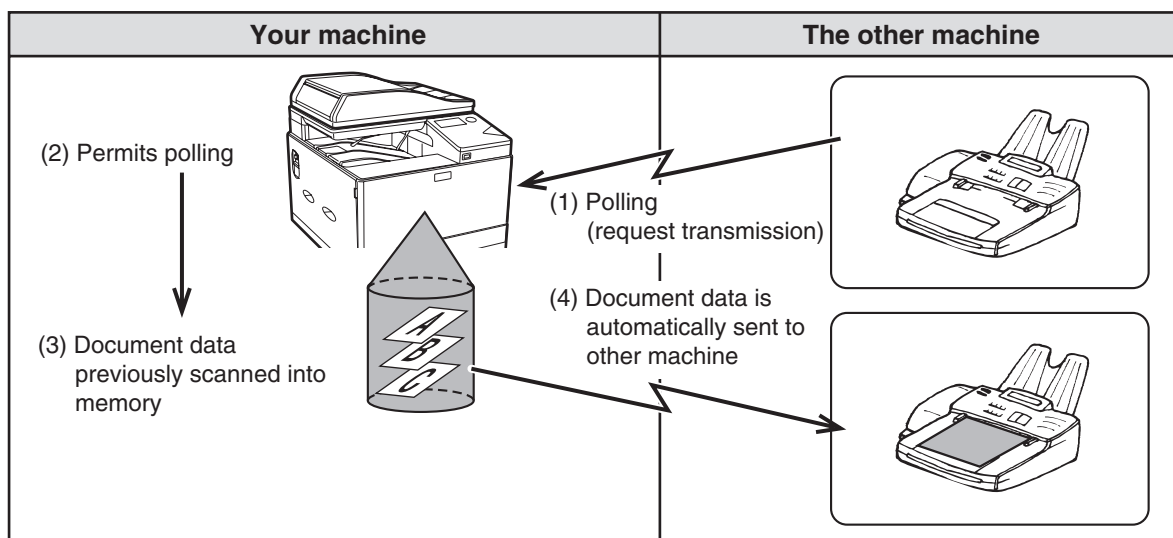 Your machine
The other machine
(2) Permits polling
(1) Polling
(request transmission)
(3) Document data
previously scanned into
memory
A
B
C
(4) Document data is
automatically sent to
other machine